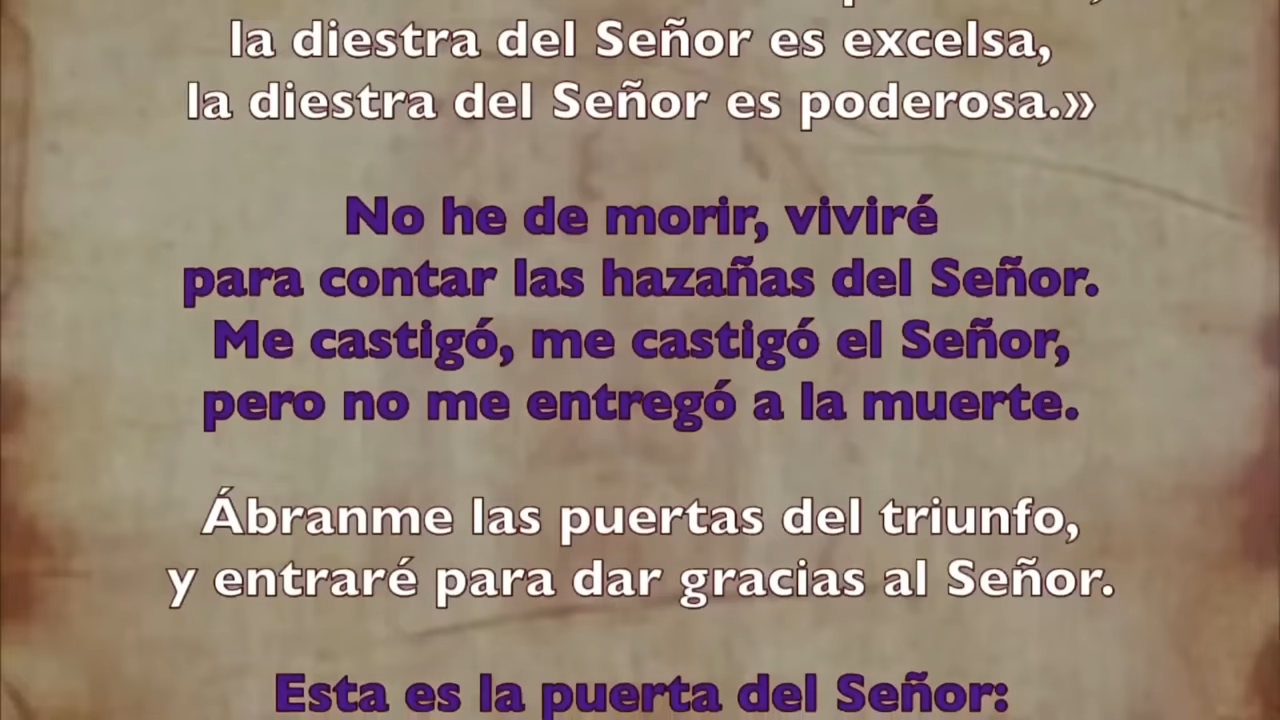 la diestra del Señor es excelsa,
la diestra del Señor es poderosa.»
No he de morir, viviré
para contar las hazañas del Señor.
Me castigó, me castigó el Señor,
pero no me entregó a la muerte.
Ábranme las puertas del triunfo,
y entraré para dar gracias al Señor.
Esta es la puerta del Señor: